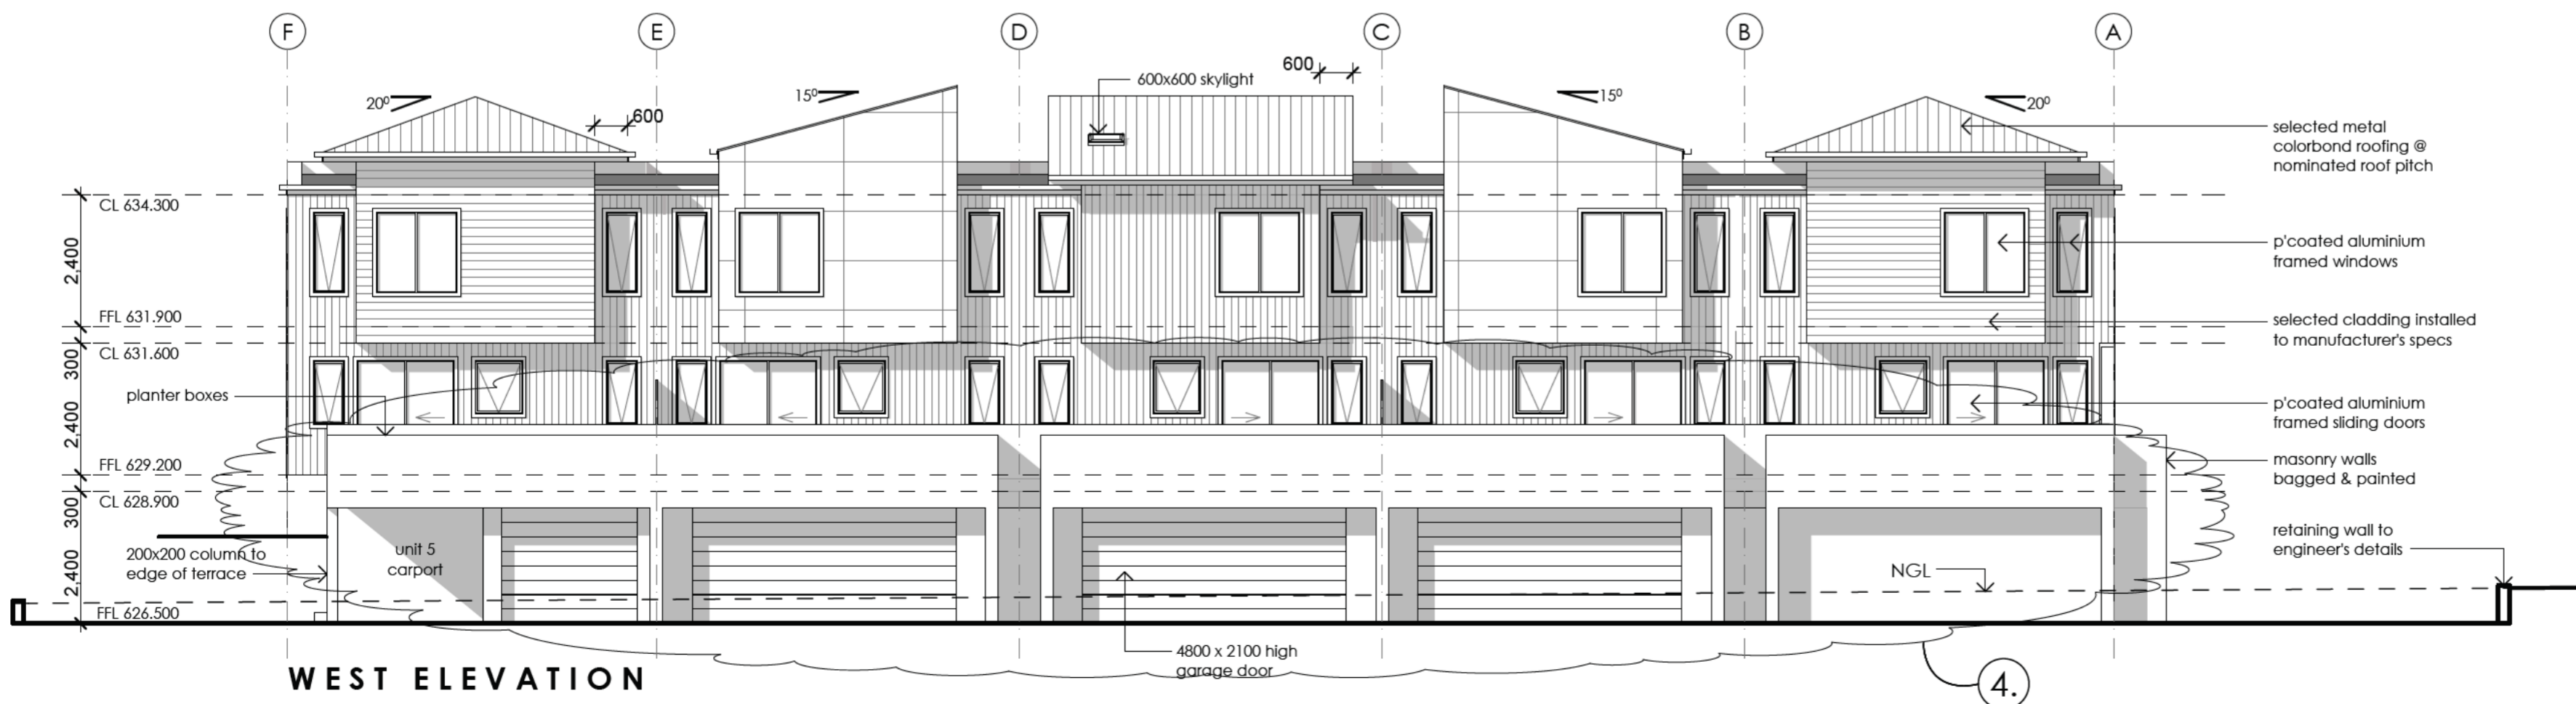 F
E
D
C
B
A
20⁰
600
15⁰
600x600 skylight
600
15⁰
20⁰
selected metal
colorbond roofing @
nominated roof pitch
CL 634.300
2,400
p'coated aluminium
framed windows
FFL 631.900
selected cladding installed
to manufacturer's specs
300
CL 631.600
planter boxes
p'coated aluminium
framed sliding doors
2,400
FFL 629.200
masonry walls
bagged & painted
300
CL 628.900
200x200 column to
edge of terrace
unit 5
carport
retaining wall to
engineer's details
NGL
2,400
FFL 626.500
4800 x 2100 high
garage door
WEST ELEVATION
4.